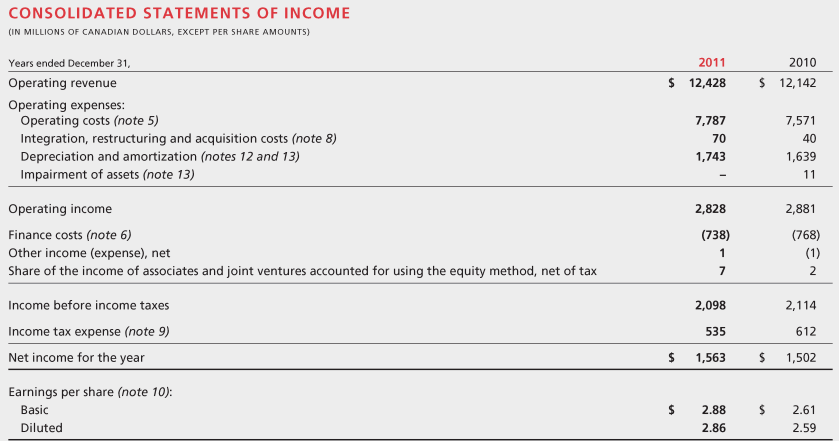 CONSOLIDATED STATEMENTS OF INCOME
(IN MILLIONS OF CANADIAN DOLLARS, EXCEPT PER SHARE AMOUNTS)
Years ended December 31, 2011 2010
Operating revenue $ 12,428 $ 12,142
Operating expenses:
Operating costs (note 5) 7,787 7,571
Integration, restructuring and acquisition costs (note 8) 70 40
Depreciation and amortization (notes 12 and 13) 1,743 1,639
Impairment of assets (note 13) – 11
Operating income 2,828 2,881
Finance costs (note 6) (738) (768)
Other income (expense), net 1 (1)
Share of the income of associates and joint ventures accounted for using the equity method, net of tax 7 2
Income before income taxes 2,098 2,114
Income tax expense (note 9) 535 612
Net income for the year $ 1,563 $ 1,502
Earnings per share (note 10):
Basic $ 2.88 $ 2.61
Diluted 2.86 2.59